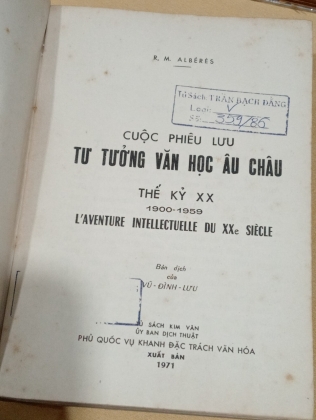 R. M. ALBÉRÈS
Tủ Sách TRẦN BẠCH ĐẰNG
Loại: V
Số: 359/86
CUỘC PHIÊU LƯU
TƯ TƯỞNG VĂN HỌC ÂU CHÂU
THẾ KỶ XX
1900-1959
L'AVENTURE INTELLECTUELLE DU XXe SIÈCLE
Bản dịch
của
VŨ-ĐÌNH-LƯU
TỦ SÁCH KIM VĂN
ỦY BAN DỊCH THUẬT
PHỦ QUỐC VỤ KHANH ĐẶC TRÁCH VĂN HÓA
XUẤT BẢN
1971